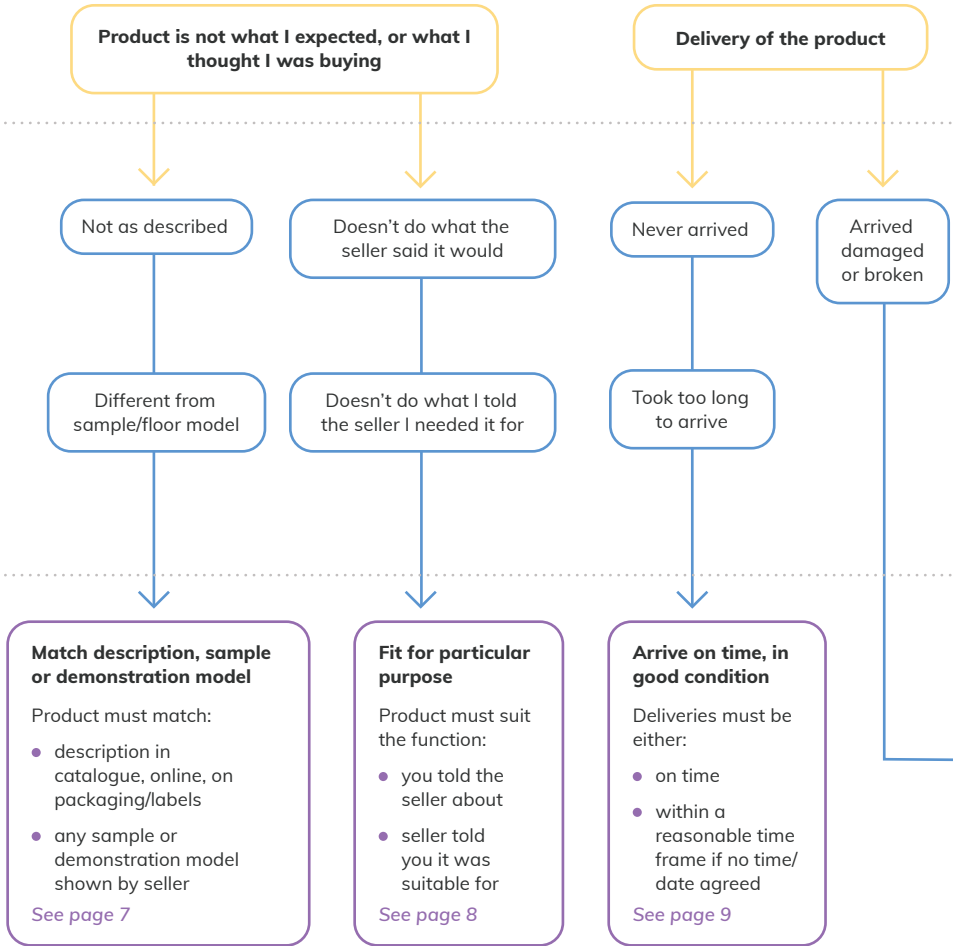 Product is not what I expected, or what I
thought I was buying
Delivery of the product
Not as described
Doesn’t do what the
seller said it would
Never arrived
Arrived
damaged
or broken
Different from
sample/floor model
Doesn’t do what I told
the seller I needed it for
Took too long
to arrive
Match description, sample
or demonstration model
Product must match:
description in
catalogue, online, on
packaging/labels
any sample or
demonstration model
shown by seller
See page 7
Fit for particular
purpose
Product must suit
the function:
you told the
seller about
seller told
you it was
suitable for
See page 8
Arrive on time, in
good condition
Deliveries must be
either:
on time
within a
reasonable time
frame if no time/
date agreed
See page 9